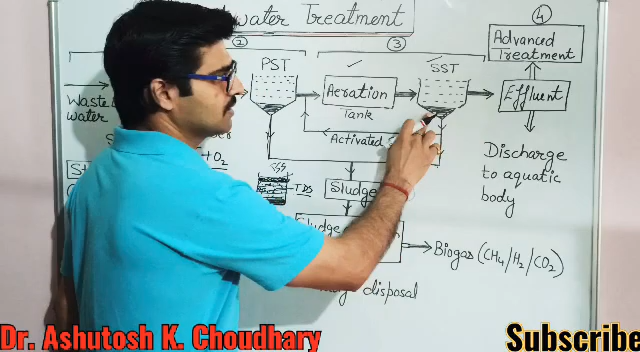 water Treatment
②
③
④
Advanced
Treatment
PST
SST
Aeration
Tank
Effluent
Waste
water
Activated
+O₂
TDS
Sludge
Sludge
Discharge
to aquatic
body
Biogas (CH₄/H₂/CO₂)
disposal
Dr. Ashutosh K. Choudhary
Subscribe